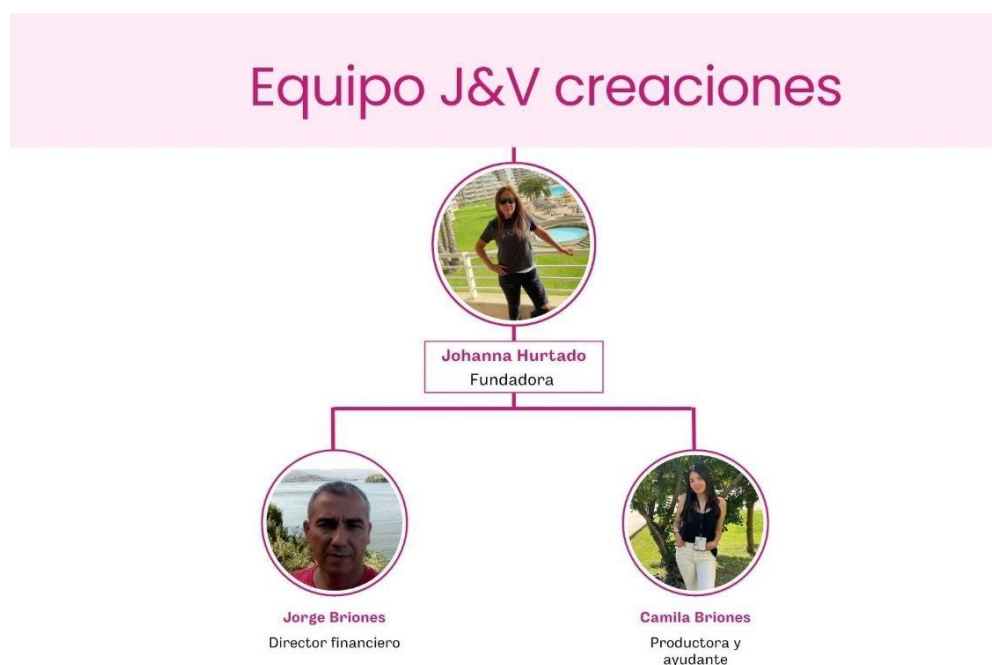 Equipo J&V creaciones
Johanna Hurtado
Fundadora
Jorge Briones
Director financiero
Camila Briones
Productora y
ayudante